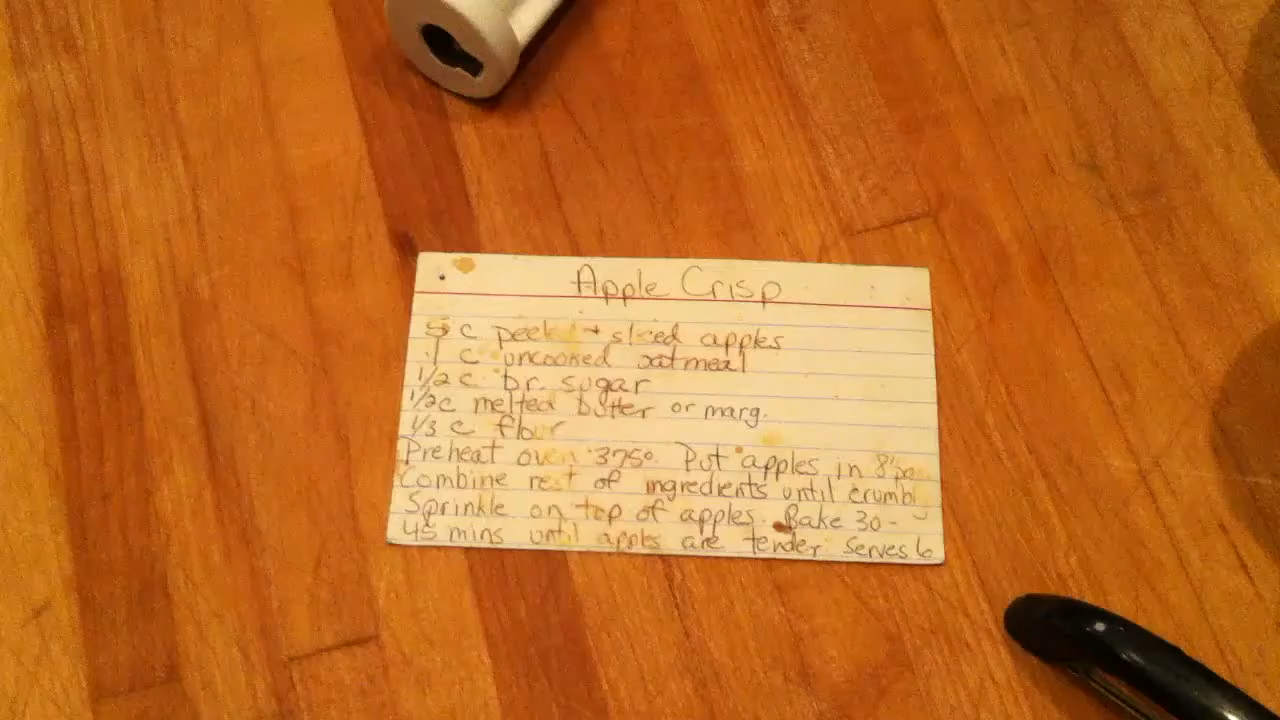 Apple Crisp
5 c peeled + sliced apples
1 c uncooked oatmeal
1/2 c br. sugar
1/2 c melted butter or marg.
1/3 c flour
Preheat oven 375°. Put apples in 8"
Combine rest of ingredients until crumbly
Sprinkle on top of apples. Bake 30-
45 mins until apples are tender serves 6